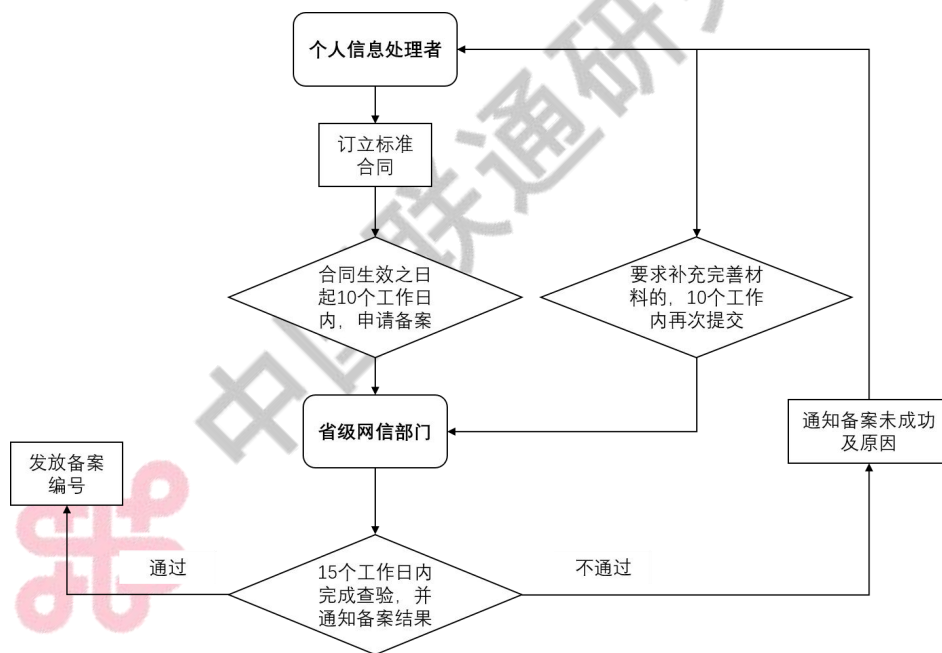 个人信息处理者
订立标准
合同
合同生效之日
起10个工作日
内，申请备案
要求补充完善材
料的，10个工作
内再次提交
省级网信部门
通知备案未成功
及原因
发放备案
编号
通过
15个工作日内
完成查验，并
通知备案结果
不通过
中国联通研